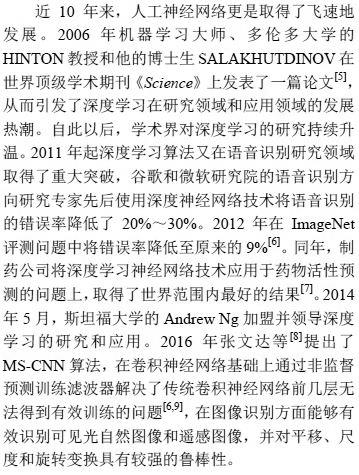 近 10 年来，人工神经网络更是取得了飞速地
发展。2006 年机器学习大师、多伦多大学的
HINTON 教授和他的博士生 SALAKHUTDINOV 在
世界顶级学术期刊《Science》上发表了一篇论文[5]，
从而引发了深度学习在研究领域和应用领域的发展
热潮。自此以后，学术界对深度学习的研究持续升
温。2011 年起深度学习算法又在语音识别研究领域
取得了重大突破，谷歌和微软研究院的语音识别方
向研究专家先后使用深度神经网络技术将语音识别
的错误率降低了 20%～30%。2012 年在 ImageNet
评测问题中将错误率降低至原来的 9%[6]。同年，制
药公司将深度学习神经网络技术应用于药物活性预
测的问题上，取得了世界范围内最好的结果[7]。2014
年 5 月，斯坦福大学的 Andrew Ng 加盟并领导深度
学习的研究和应用。2016 年张文达等[8]提出了
MS-CNN 算法，在卷积神经网络基础上通过非监督
预测训练滤波器解决了传统卷积神经网络前几层无
法得到有效训练的问题[6,9]，在图像识别方面能够有
效识别可见光自然图像和遥感图像，并对平移、尺
度和旋转变换具有较强的鲁棒性。